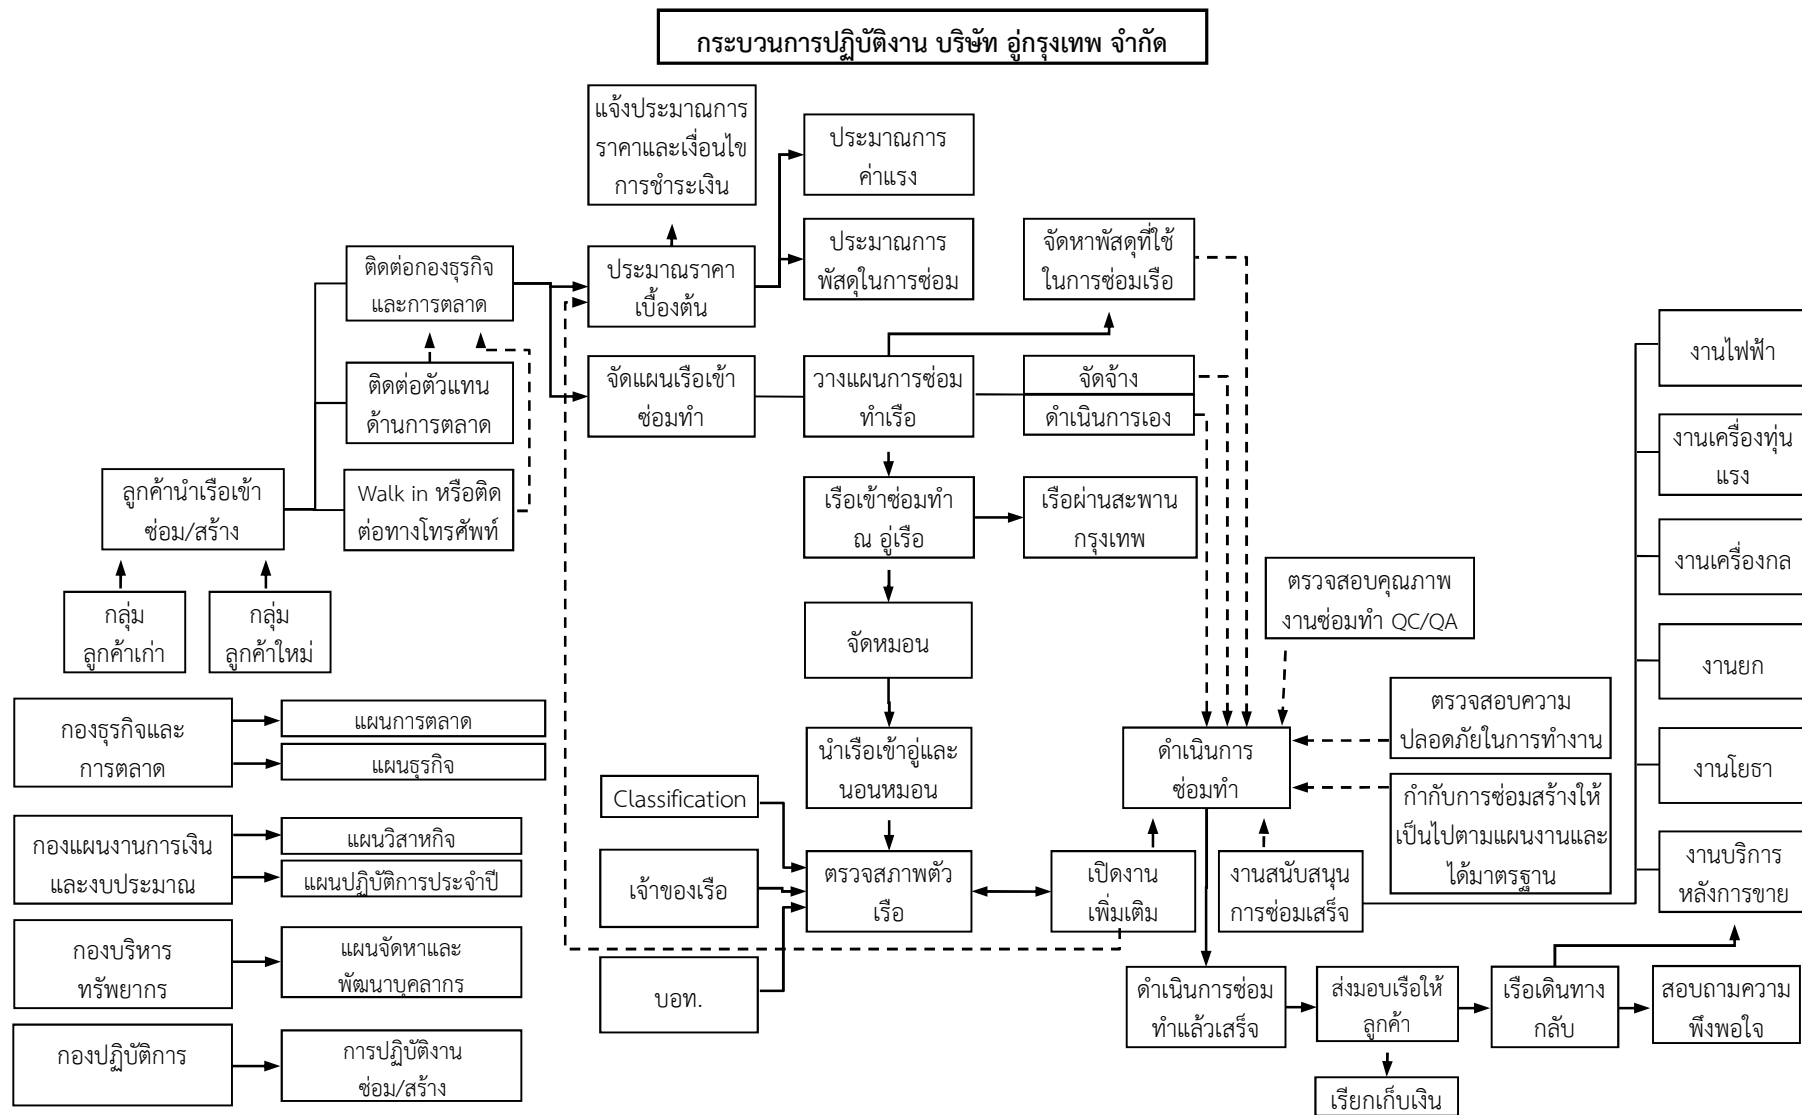 กระบวนการปฏิบัติงาน บริษัท อู่กรุงเทพ จำกัด
แจ้งประมาณการ
ราคาและเงื่อนไข
การชำระเงิน
ประมาณการ
ค่าแรง
ติดต่อกองธุรกิจ
และการตลาด
ประมาณราคา
เบื้องต้น
ประมาณการ
พัสดุในการซ่อม
จัดหาพัสดุที่ใช้
ในการซ่อมเรือ
ติดต่อตัวแทน
ด้านการตลาด
จัดแผนเรือเข้า
ซ่อมทำ
วางแผนการซ่อม
ทำเรือ
จัดจ้าง
ดำเนินการเอง
ลูกค้านำเรือเข้า
ซ่อม/สร้าง
Walk in หรือติด
ต่อทางโทรศัพท์
เรือเข้าซ่อมทำ
ณ อู่เรือ
เรือผ่านสะพาน
กรุงเทพ
กลุ่ม
ลูกค้าเก่า
กลุ่ม
ลูกค้าใหม่
จัดหมอน
ตรวจสอบคุณภาพ
งานซ่อมทำ QC/QA
งานไฟฟ้า
งานเครื่องทุ่น
แรง
งานเครื่องกล
งานยก
งานโยธา
งานบริการ
หลังการขาย
กองธุรกิจและ
การตลาด
แผนการตลาด
แผนธุรกิจ
นำเรือเข้าอู่และ
นอนหมอน
ดำเนินการ
ซ่อมทำ
ตรวจสอบความ
ปลอดภัยในการทำงาน
กำกับการซ่อมสร้างให้
เป็นไปตามแผนงานและ
ได้มาตรฐาน
Classification
เจ้าของเรือ
บอท.
ตรวจสภาพตัว
เรือ
เปิดงาน
เพิ่มเติม
งานสนับสนุน
การซ่อมเสร็จ
กองแผนงานการเงิน
และงบประมาณ
แผนวิสาหกิจ
แผนปฏิบัติการประจำปี
กองบริหาร
ทรัพยากร
แผนจัดหาและ
พัฒนาบุคลากร
กองปฏิบัติการ
การปฏิบัติงาน
ซ่อม/สร้าง
ดำเนินการซ่อม
ทำแล้วเสร็จ
ส่งมอบเรือให้
ลูกค้า
เรือเดินทาง
กลับ
สอบถามความ
พึงพอใจ
เรียกเก็บเงิน